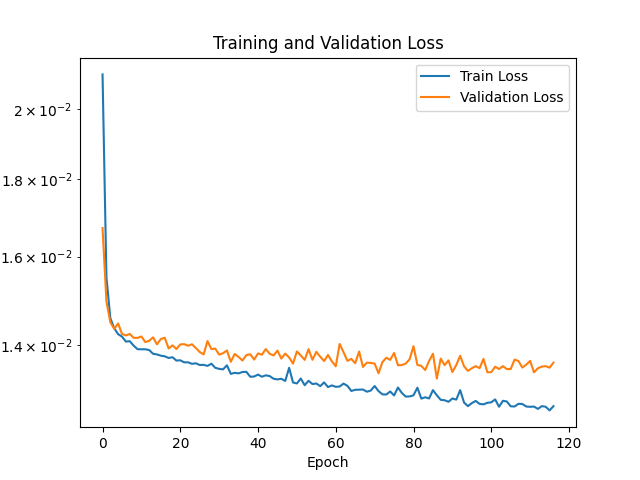 Training and Validation Loss
Train Loss
Validation Loss
2 × 10⁻²
1.8 × 10⁻²
1.6 × 10⁻²
1.4 × 10⁻²
0 20 40 60 80 100 120
Epoch